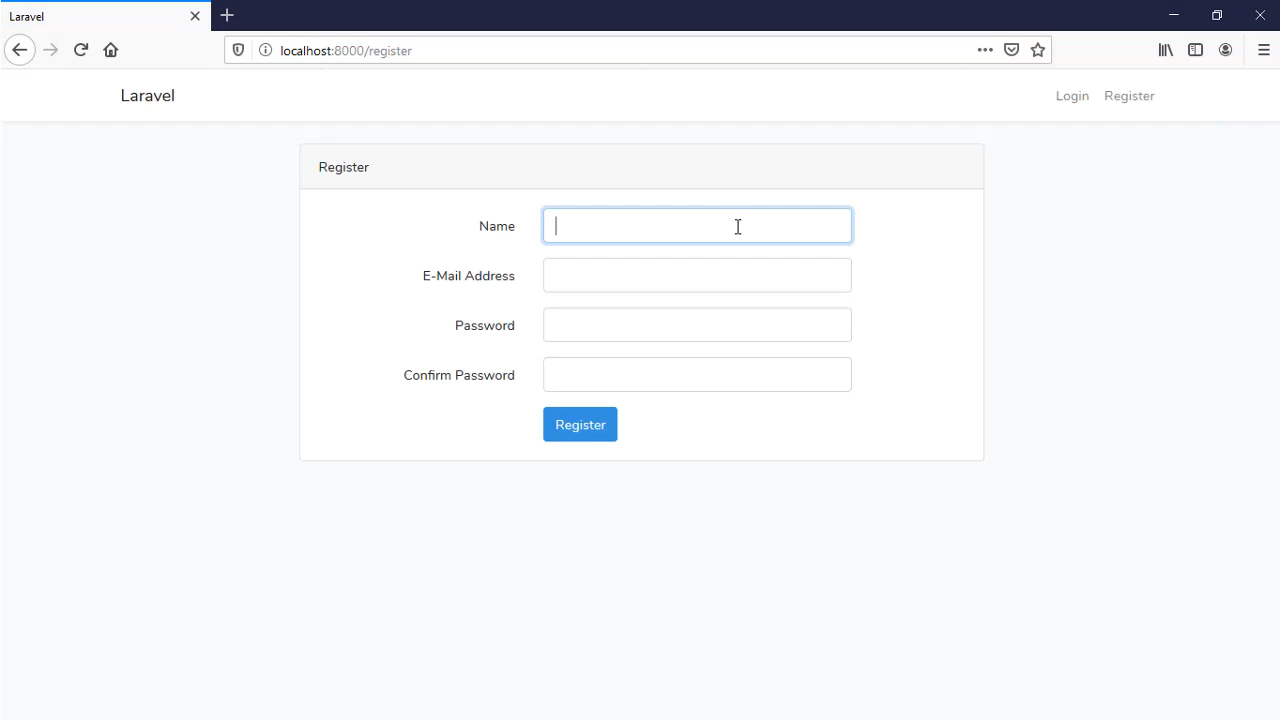 Laravel
localhost:8000/register
Laravel
Login Register
Register
Name
E-Mail Address
Password
Confirm Password
Register